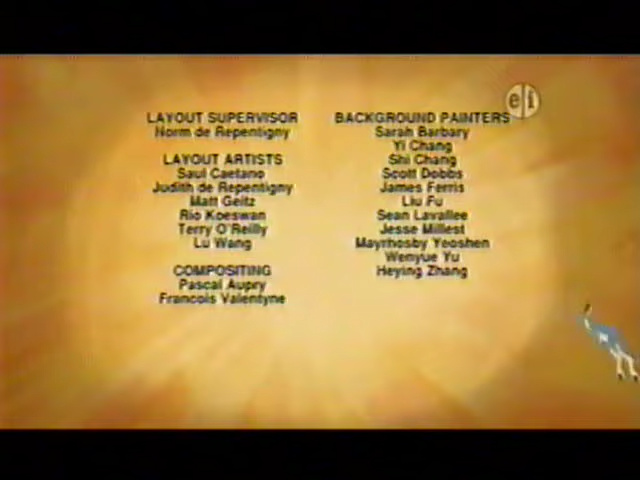 e/i
LAYOUT SUPERVISOR
Norm de Repentigny
LAYOUT ARTISTS
Saul Caetano
Judith de Repentigny
Matt Geitz
Rio Koeswan
Terry O'Reilly
Lu Wang
COMPOSITING
Pascal Aupry
Francois Valentyne
BACKGROUND PAINTERS
Sarah Barbary
Yi Chang
Shi Chang
Scott Dobbs
James Ferris
Liu Fu
Sean Lavallee
Jesse Millest
Mayrhosby Yeoshen
Wenyue Yu
Heying Zhang